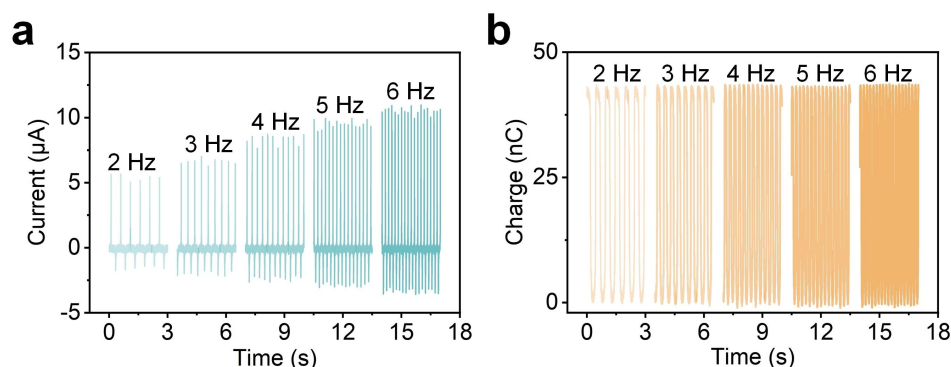 a
15
10
5
0
-5
Current (μA)
2 Hz
3 Hz
4 Hz
5 Hz
6 Hz
0
3
6
9
12
15
18
Time (s)
b
50
25
0
Charge (nC)
2 Hz
3 Hz
4 Hz
5 Hz
6 Hz
0
3
6
9
12
15
18
Time (s)